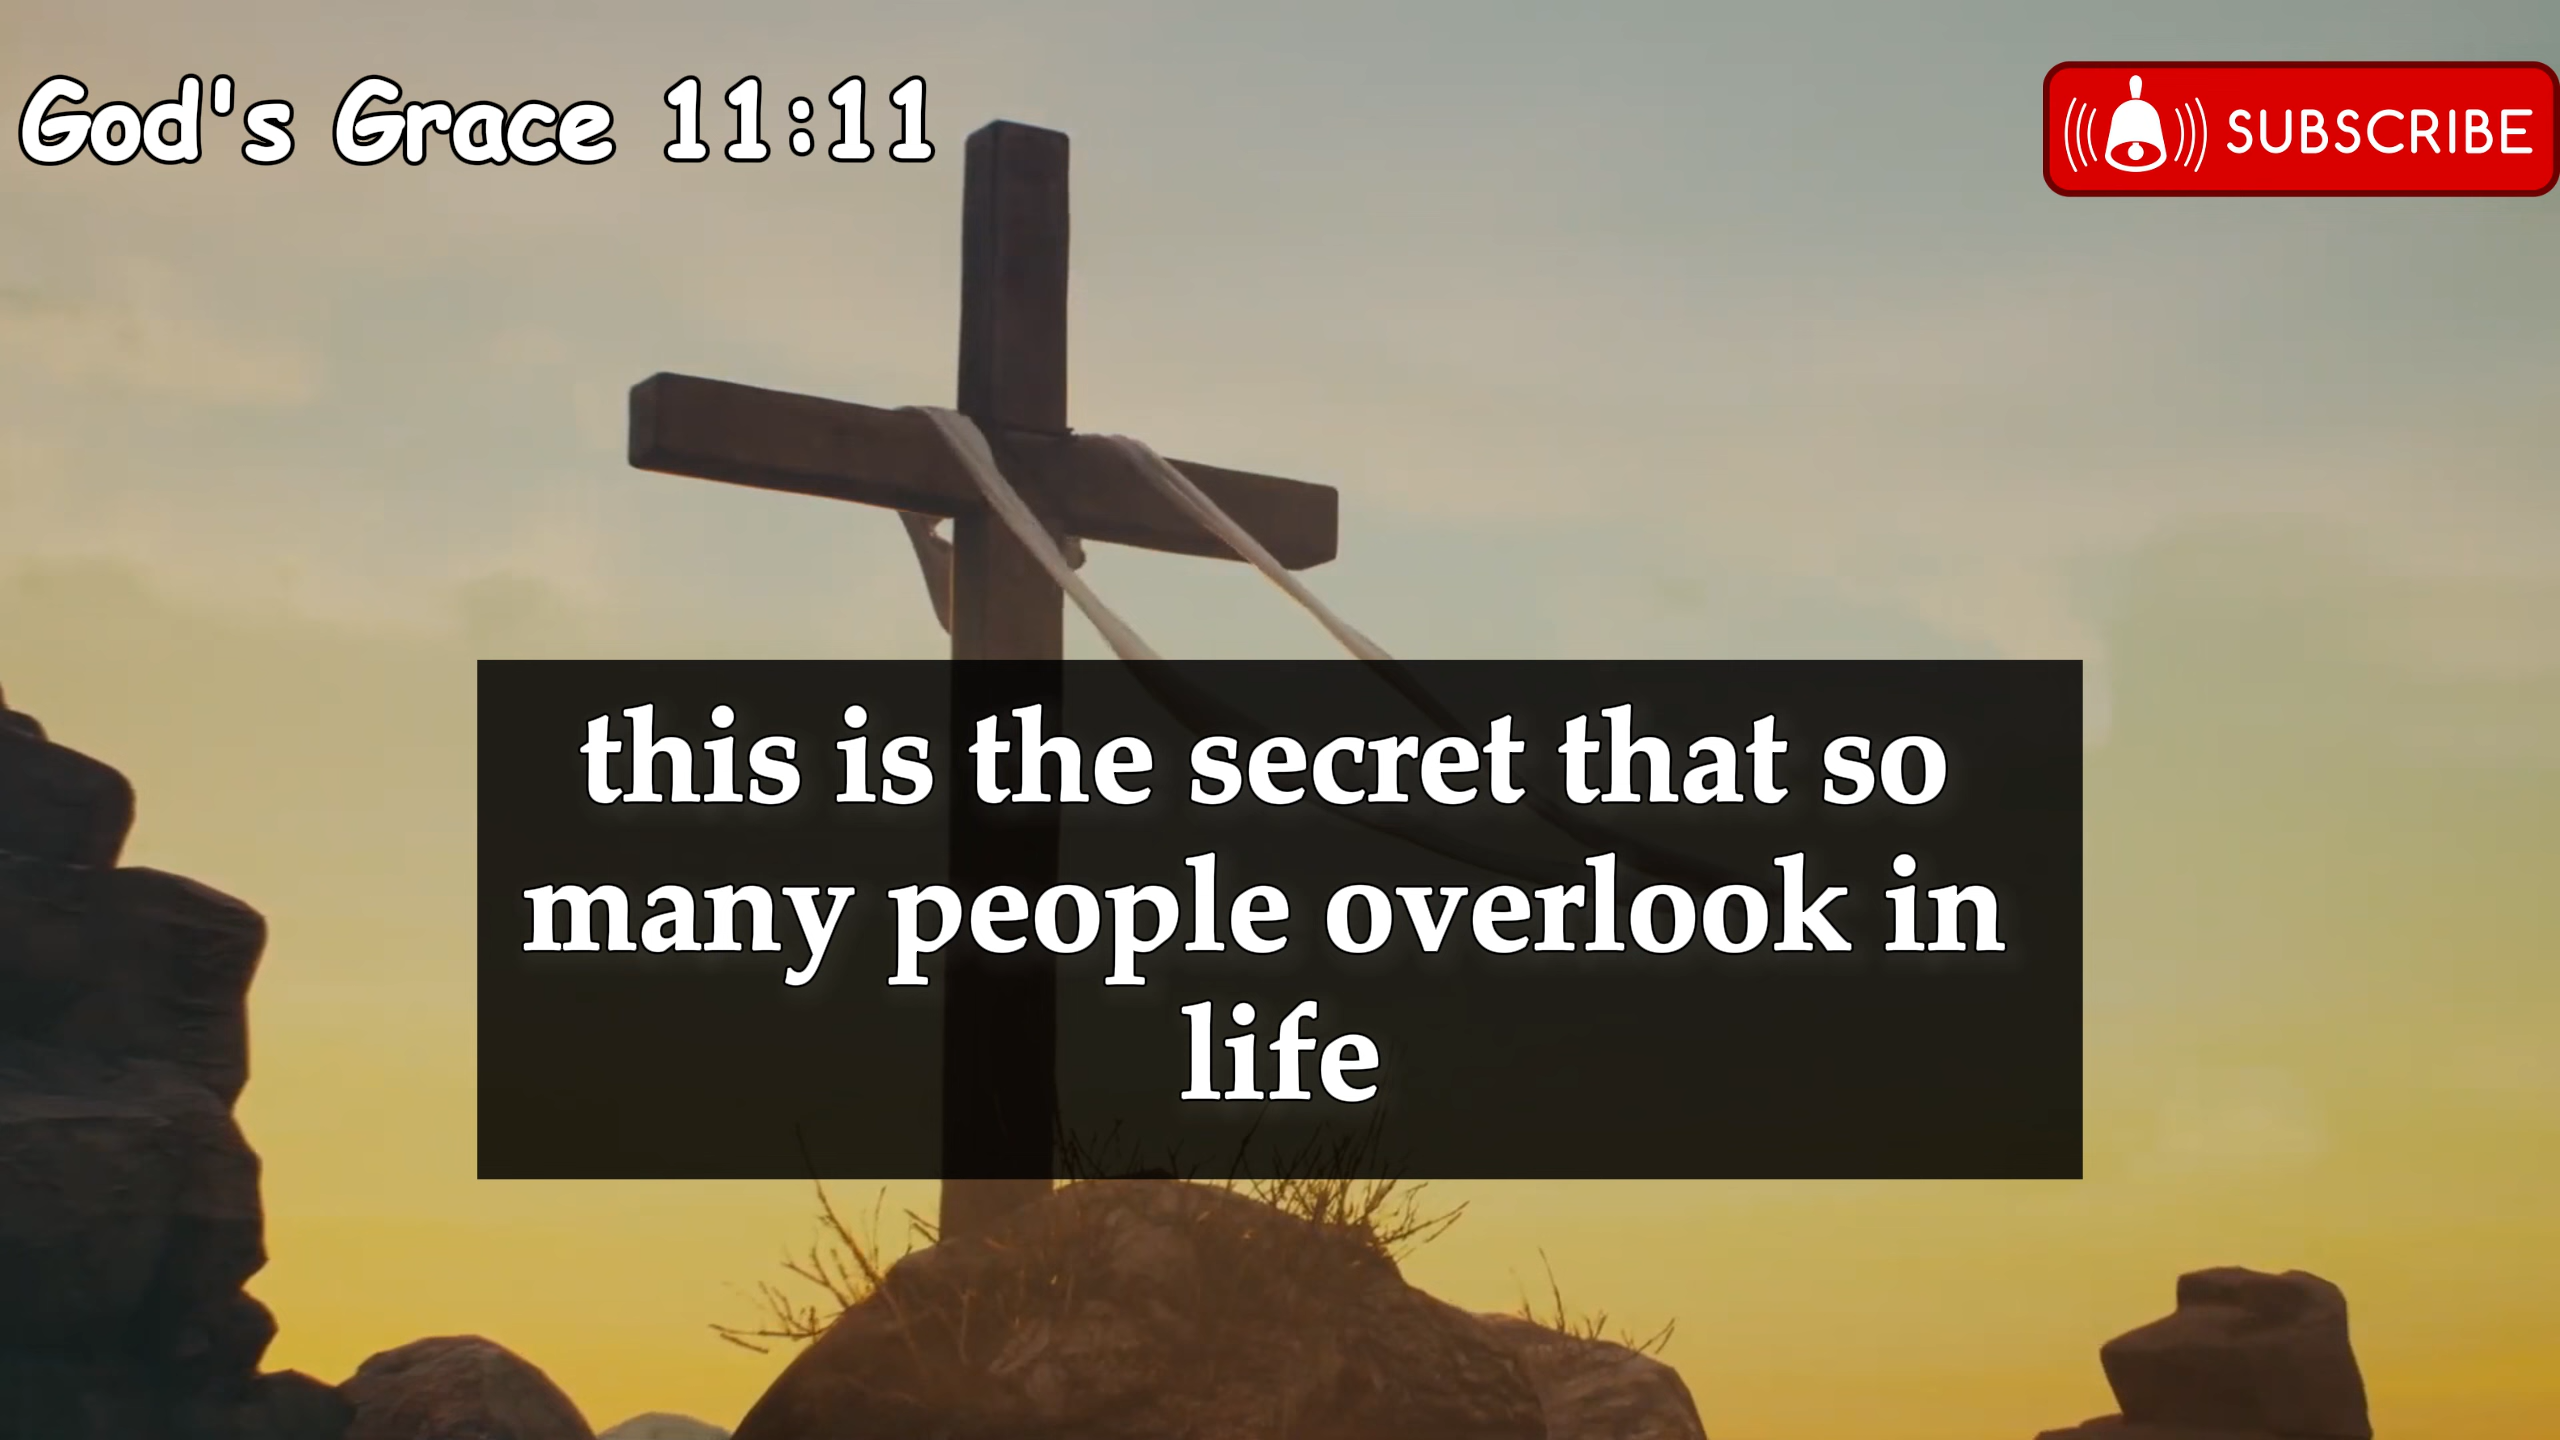 God's Grace 11:11
SUBSCRIBE
this is the secret that so
many people overlook in
life